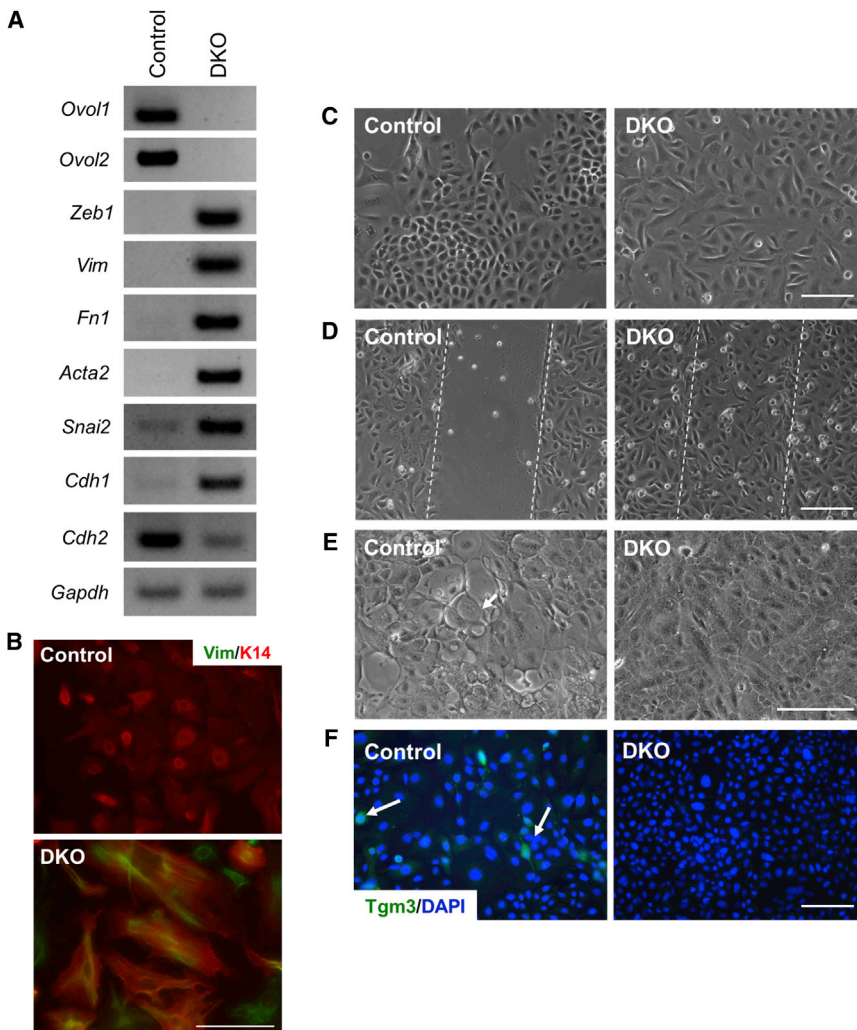 A
Control
DKO
Ovol1
Ovol2
Zeb1
Vim
Fn1
Acta2
Snai2
Cdh1
Cdh2
Gapdh
B
Control
Vim/K14
DKO
C
Control
DKO
D
Control
DKO
E
Control
DKO
F
Control
DKO
Tgm3/DAPI